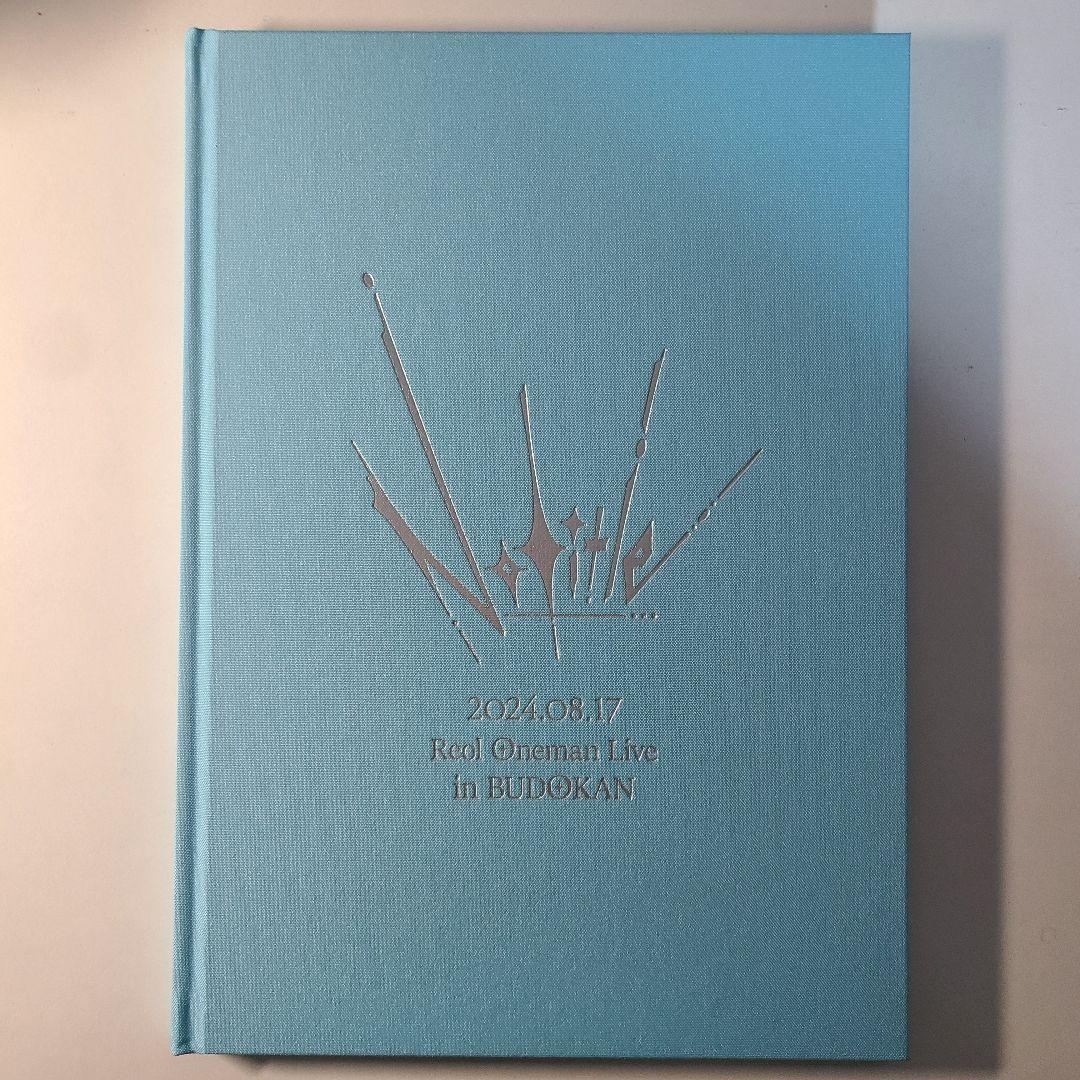 No title
2024.08.17
Reol Oneman Live
in BUDOKAN